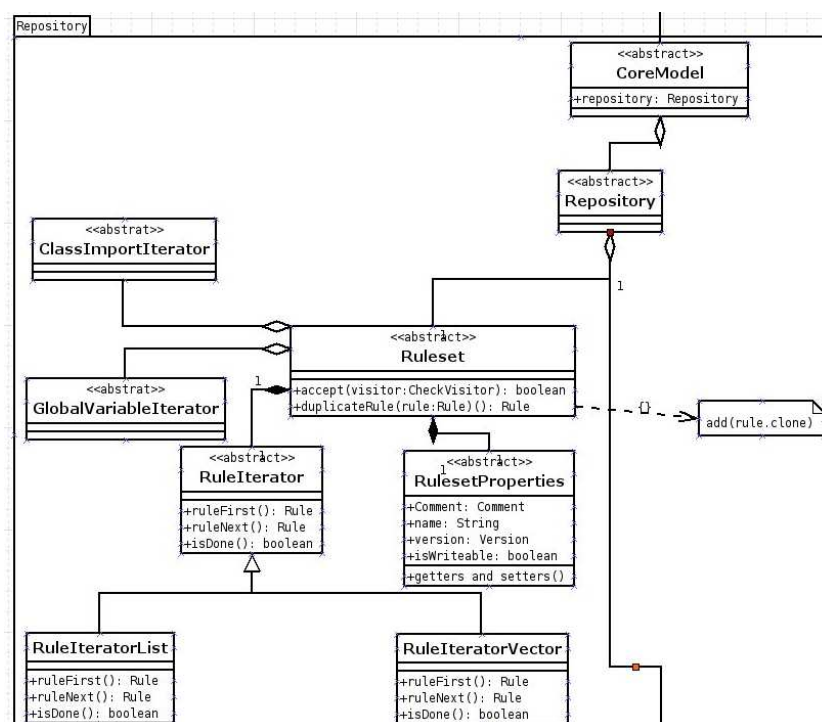 Repository
<<abstract>>
CoreModel
+repository: Repository
<<abstract>>
Repository
1
<<abstrat>>
ClassImportIterator
<<abstract>>
1
Ruleset
+accept(visitor:CheckVisitor): boolean
+duplicateRule(rule:Rule)(): Rule
<<abstrat>>
GlobalVariableIterator
1
{}
add(rule.clone)
<<abstract>>
1
RuleIterator
+ruleFirst(): Rule
+ruleNext(): Rule
+isDone(): boolean
<<abstract>>
1
1
RulesetProperties
+Comment: Comment
+name: String
+version: Version
+isWriteable: boolean
+getters and setters()
RuleIteratorList
+ruleFirst(): Rule
+ruleNext(): Rule
+isDone(): boolean
RuleIteratorVector
+ruleFirst(): Rule
+ruleNext(): Rule
+isDone(): boolean